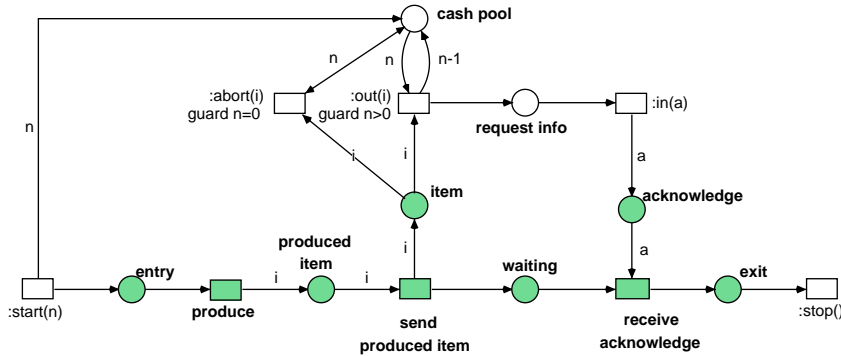 cash pool
n
n
n-1
:abort(i)
guard n=0
:out(i)
guard n>0
:in(a)
request info
n
i
i
a
item
acknowledge
i
a
produced
item
entry
waiting
exit
i
i
:start(n)
produce
send
produced item
receive
acknowledge
:stop()